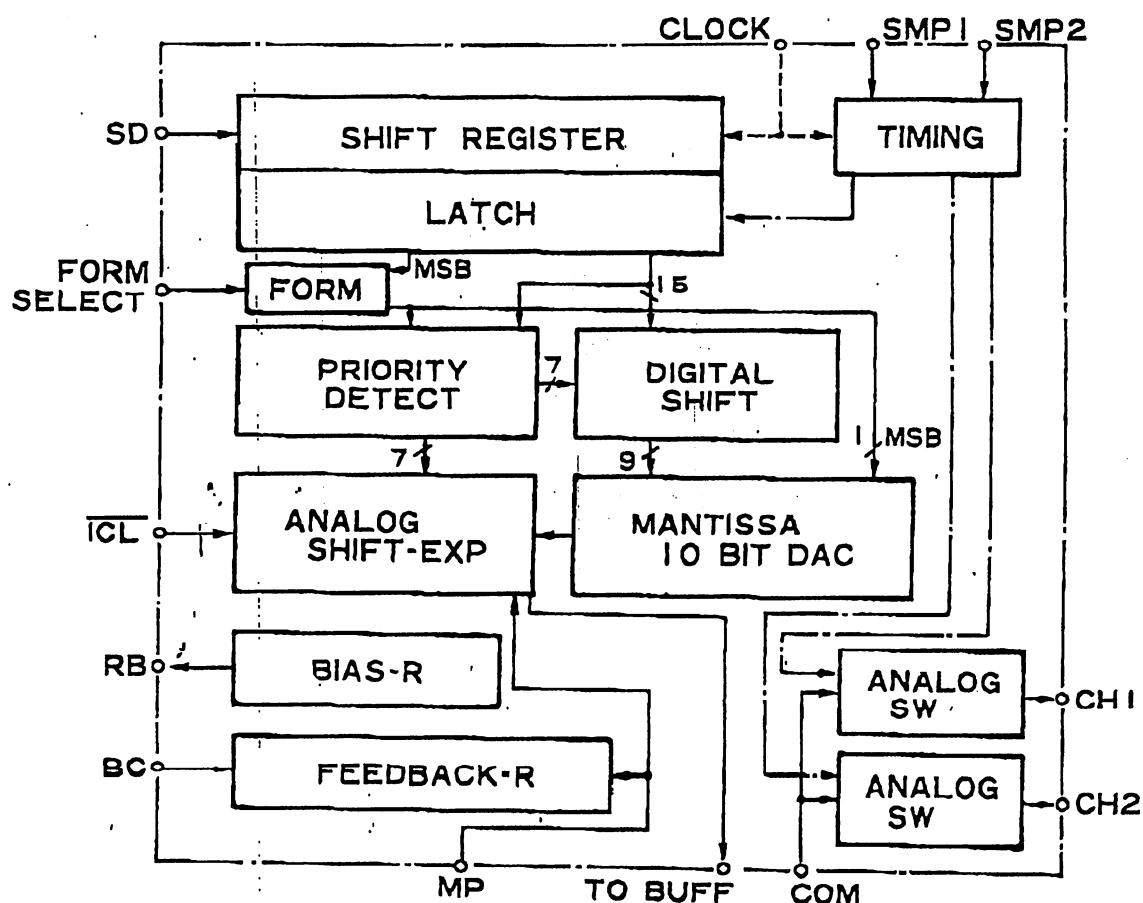 CLOCK
SMP1
SMP2
SD
SHIFT REGISTER
TIMING
LATCH
FORM
SELECT
FORM
MSB
15
PRIORITY
DETECT
7
DIGITAL
SHIFT
7
9
1
MSB
ICL
ANALOG
SHIFT-EXP
MANTISSA
10 BIT DAC
RB
BIAS-R
ANALOG
SW
CH1
BC
FEEDBACK-R
ANALOG
SW
CH2
MP
TO BUFF
COM